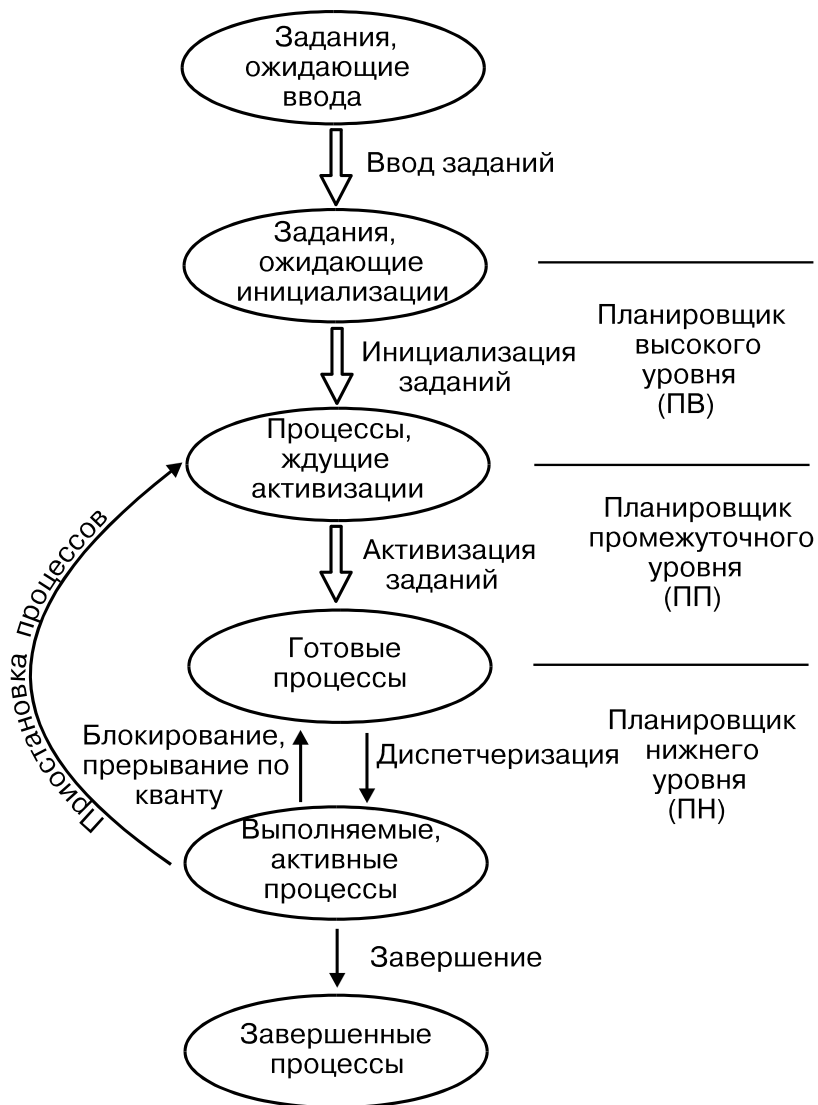 Задания,
ожидающие
ввода
Ввод заданий
Задания,
ожидающие
инициализации
Планировщик
высокого
уровня
(ПВ)
Инициализация
заданий
Процессы,
ждущие
активизации
Планировщик
промежуточного
уровня
(ПП)
Активизация
заданий
Приостановка процессов
Готовые
процессы
Планировщик
нижнего
уровня
(ПН)
Блокирование,
прерывание по
кванту
Диспетчеризация
Выполняемые,
активные
процессы
Завершение
Завершенные
процессы